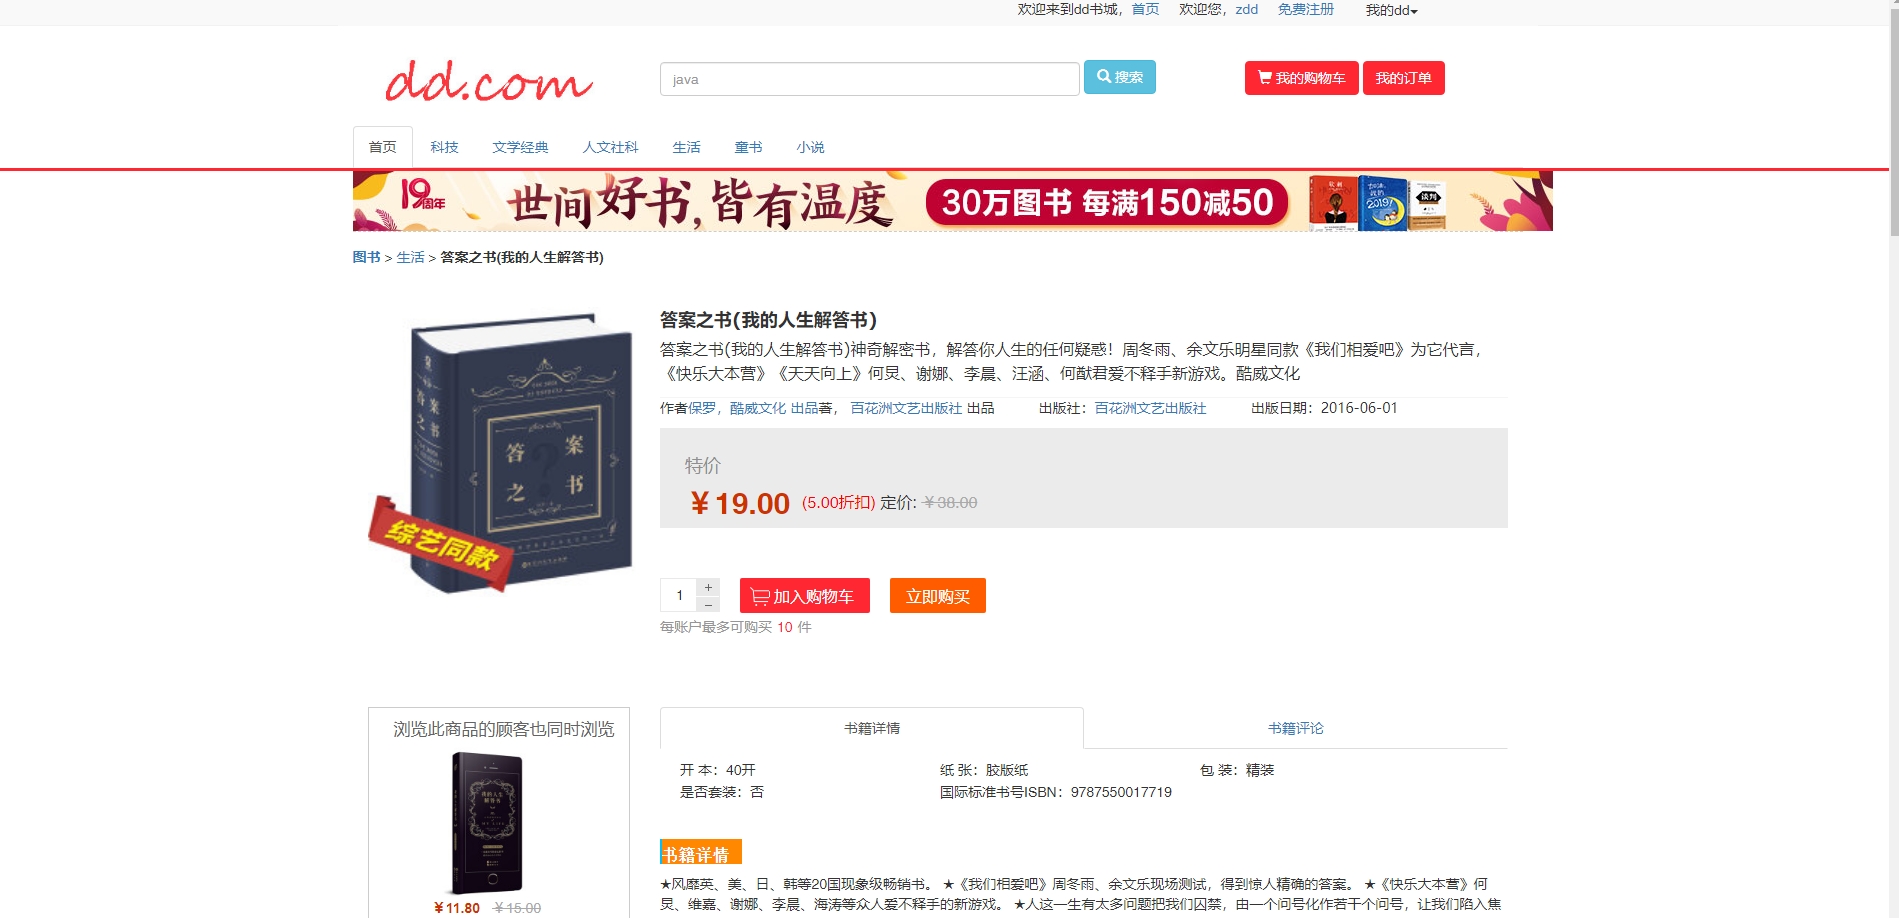 欢迎来到dd书城，首页 欢迎您，zdd 免费注册 我的dd
dd.com
java
搜索
我的购物车 我的订单
首页 科技 文学经典 人文社科 生活 童书 小说
19周年 世间好书，皆有温度 30万图书 每满150减50
图书 > 生活 > 答案之书(我的人生解答书)
答案之书(我的人生解答书)
答案之书(我的人生解答书)神奇解密书，解答你人生的任何疑惑！周冬雨、余文乐明星同款《我们相爱吧》为它代言，
《快乐大本营》《天天向上》何炅、谢娜、李晨、汪涵、何猷君爱不释手新游戏。酷威文化
作者保罗，酷威文化 出品著， 百花洲文艺出版社 出品 出版社：百花洲文艺出版社 出版日期：2016-06-01
特价
￥19.00 (5.00折扣) 定价: ￥38.00
答案之书
答案之书
综艺同款
1 + −
加入购物车 立即购买
每账户最多可购买 10 件
浏览此商品的顾客也同时浏览
我的人生
解答书
￥11.80 ￥15.00
书籍详情 书籍评论
开 本：40开 纸 张：胶版纸 包 装：精装
是否套装：否 国际标准书号ISBN：9787550017719
书籍详情
★风靡英、美、日、韩等20国现象级畅销书。 ★《我们相爱吧》周冬雨、余文乐现场测试，得到惊人精确的答案。 ★《快乐大本营》何
炅、维嘉、谢娜、李晨、海涛等众人爱不释手的新游戏。 ★人这一生有太多问题把我们囚禁，由一个问号化作若干个问号，让我们陷入焦